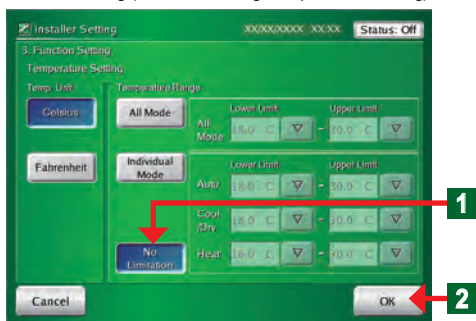 Installer Setting XX/XX/XXXX XX:XX Status: Off
3. Function Setting
Temperature Setting
Temp. Unit Temperature Range
Celsius All Mode Lower Limit Upper Limit
All Mode 18.0 °C - 30.0 °C
Fahrenheit Individual Mode Lower Limit Upper Limit
Auto 18.0 °C - 30.0 °C
Cool /Dry 18.0 °C - 30.0 °C
1
No Limitation Heat 16.0 °C - 30.0 °C
Cancel OK 2